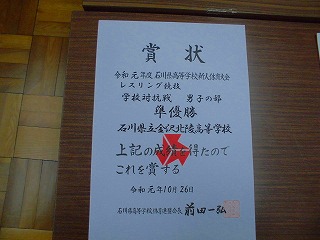 賞状
令和元年度 石川県高等学校新人体育大会
レスリング競技
学校対抗戦 男子の部
準優勝
石川県立金沢北陵高等学校
上記の成績を得たので
これを賞する
令和元年10月26日
石川県高等学校体育連盟会長 前田一弘